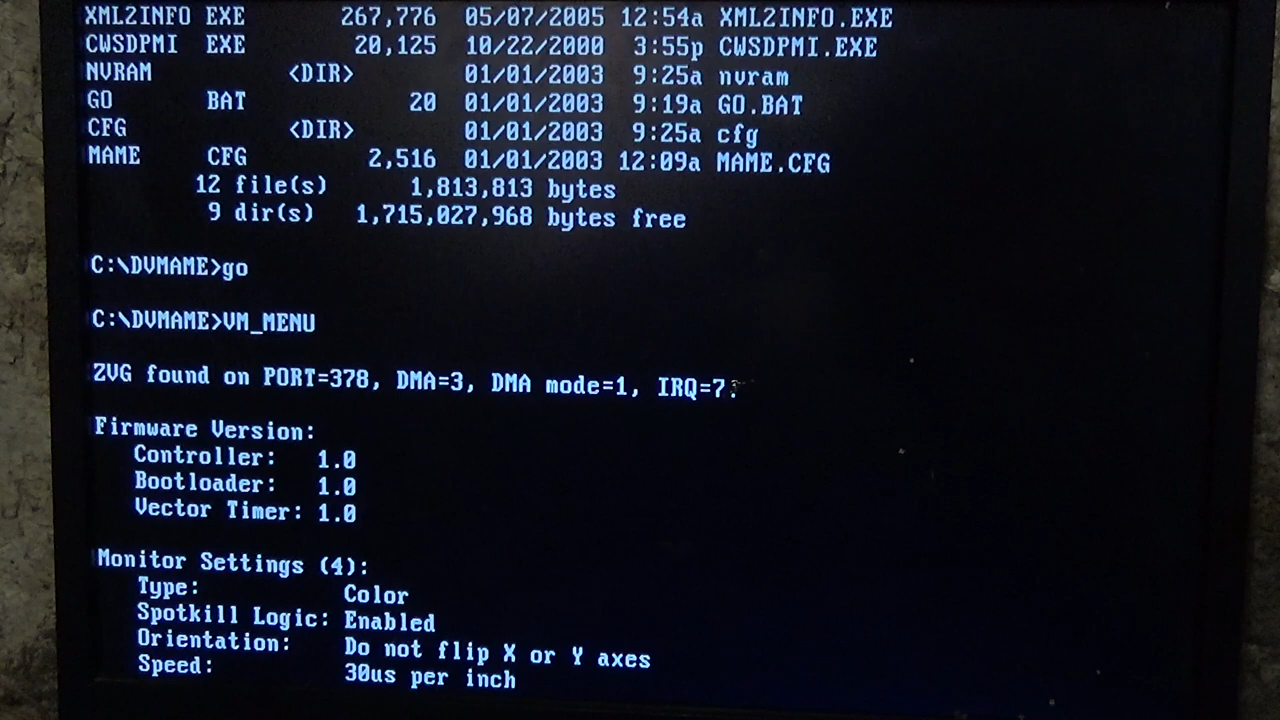 XML2INFO EXE 267,776 05/07/2005 12:54a XML2INFO.EXE
CWSDPMI EXE 20,125 10/22/2000 3:55p CWSDPMI.EXE
NVRAM <DIR> 01/01/2003 9:25a nvram
GO BAT 20 01/01/2003 9:19a GO.BAT
CFG <DIR> 01/01/2003 9:25a cfg
MAME CFG 2,516 01/01/2003 12:09a MAME.CFG
12 file(s) 1,813,813 bytes
9 dir(s) 1,715,027,968 bytes free
C:\DVMAME>go
C:\DVMAME>VM_MENU
ZVG found on PORT=378, DMA=3, DMA mode=1, IRQ=7.
Firmware Version:
Controller: 1.0
Bootloader: 1.0
Vector Timer: 1.0
Monitor Settings (4):
Type: Color
Spotkill Logic: Enabled
Orientation: Do not flip X or Y axes
Speed: 30us per inch